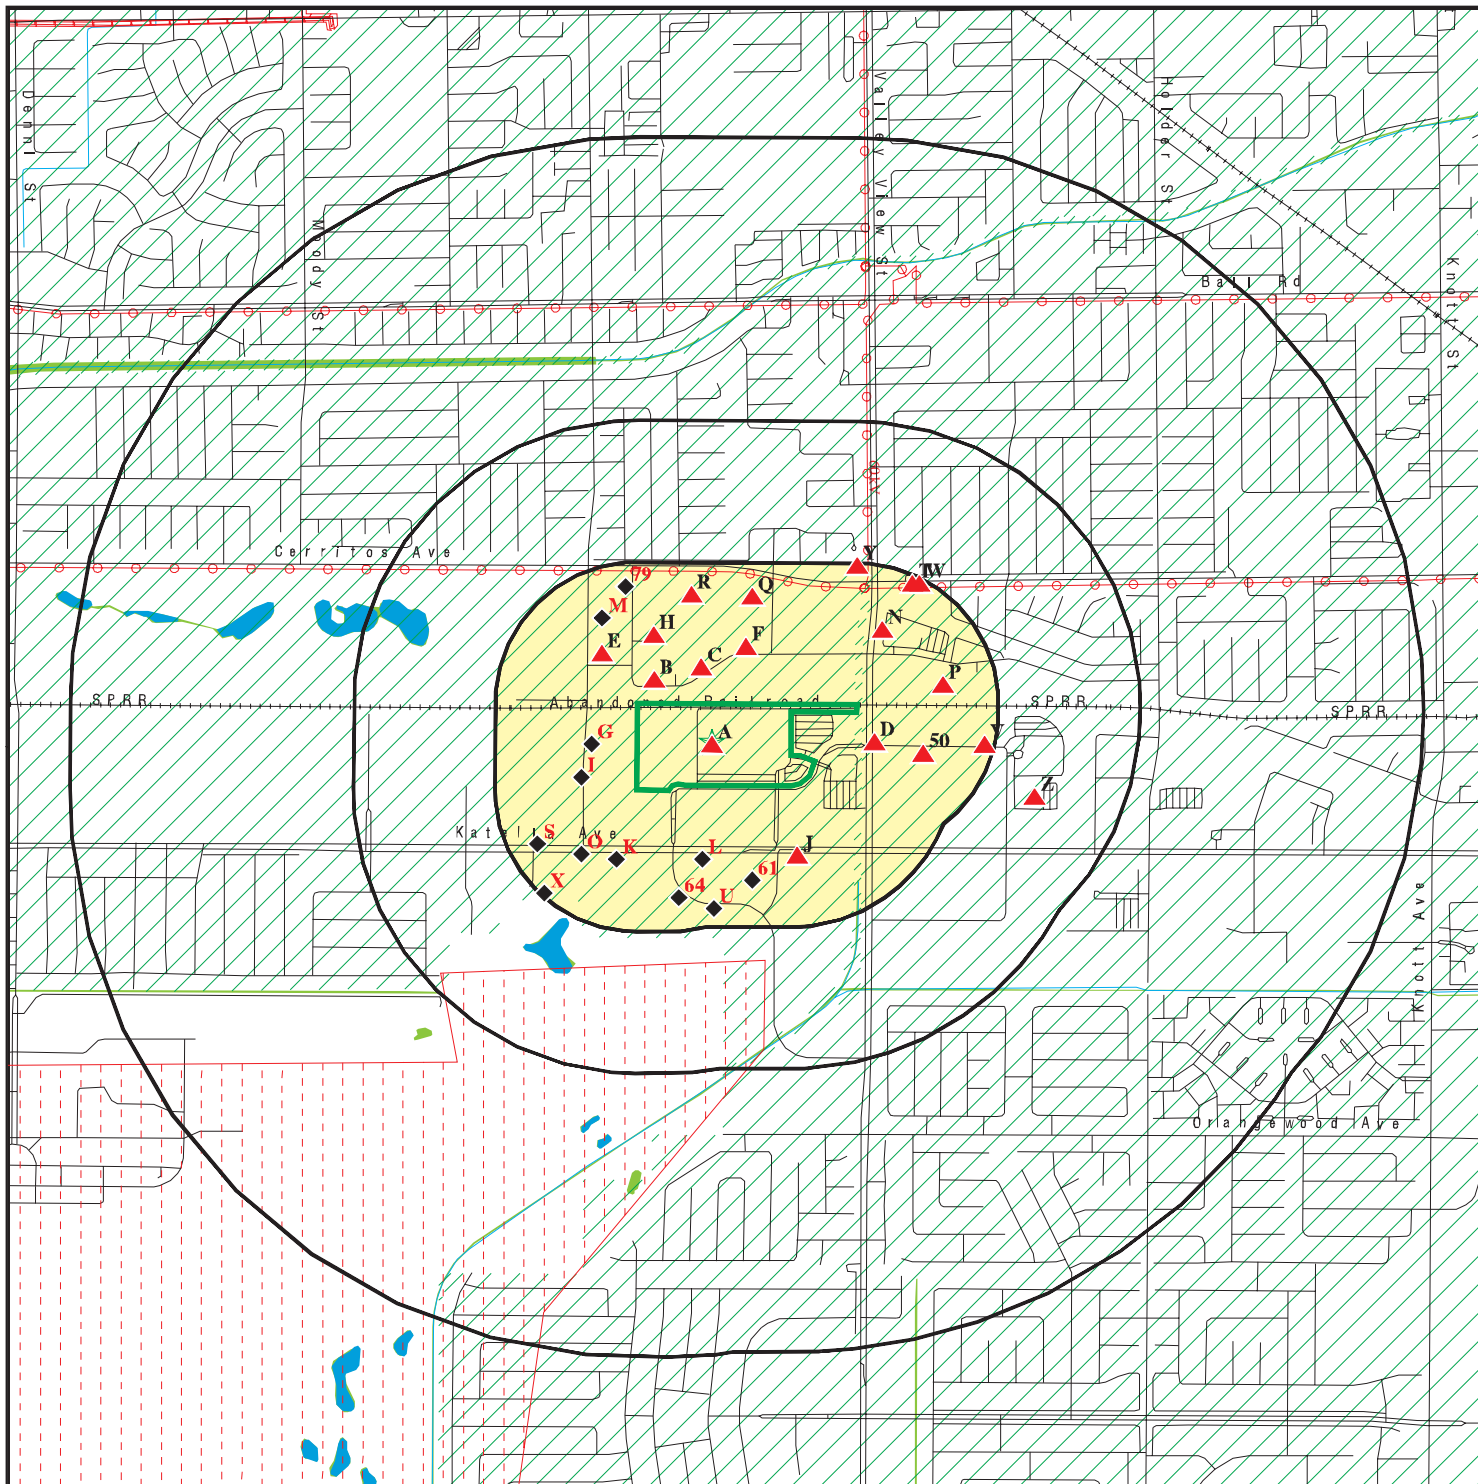 Denni St
Moody St
Valley View St
Holder St
Ball Rd
Knott St
Cerritos Ave
Y
79
R
Q
T W
M
H
N
E
F
C
B
P
SPRR
Abandoned Railroad
SPRR
SPRR
G
A
D
50
V
I
Z
Katella Ave
S
O
K
L
J
61
X
64
U
Knott Ave
Orangewood Ave